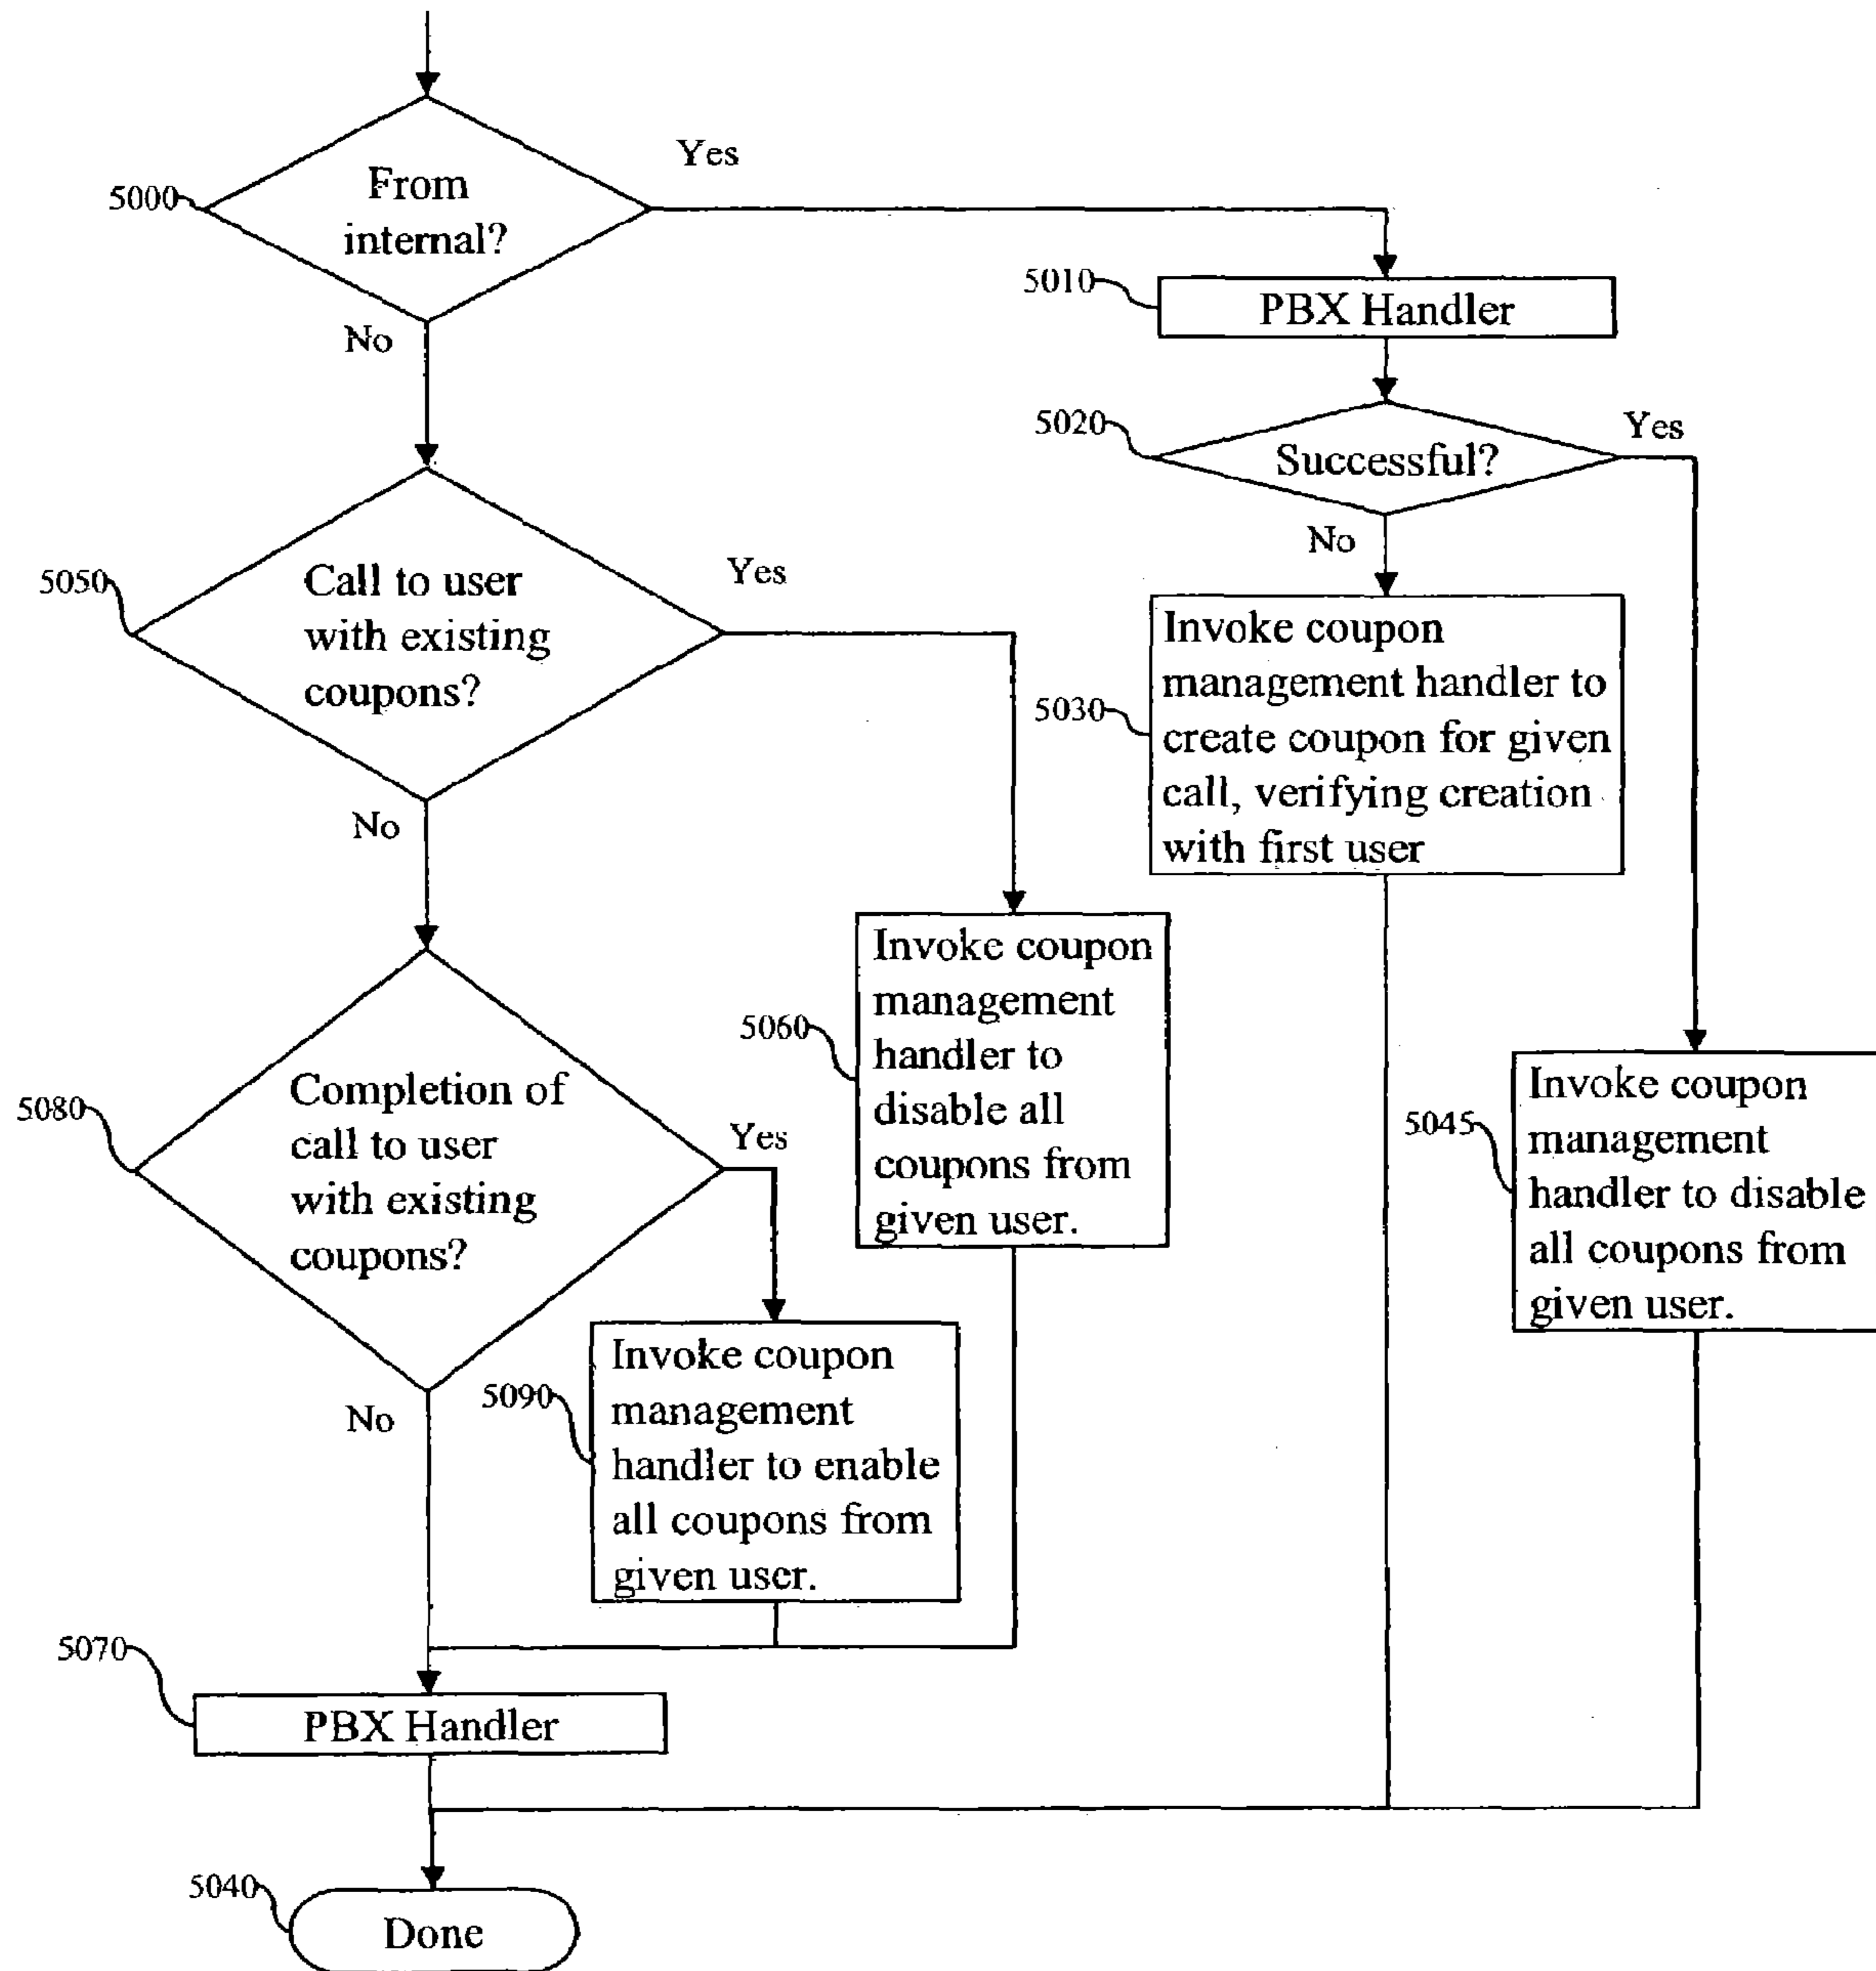 Yes
5000
From
internal?
No
5010
PBX Handler
5020
Successful?
Yes
No
5050
Call to user
with existing
coupons?
Yes
No
5030
Invoke coupon
management handler to
create coupon for given
call, verifying creation
with first user
5060
Invoke coupon
management
handler to
disable all
coupons from
given user.
5045
Invoke coupon
management
handler to disable
all coupons from
given user.
5080
Completion of
call to user
with existing
coupons?
Yes
No
5090
Invoke coupon
management
handler to enable
all coupons from
given user.
5070
PBX Handler
5040
Done